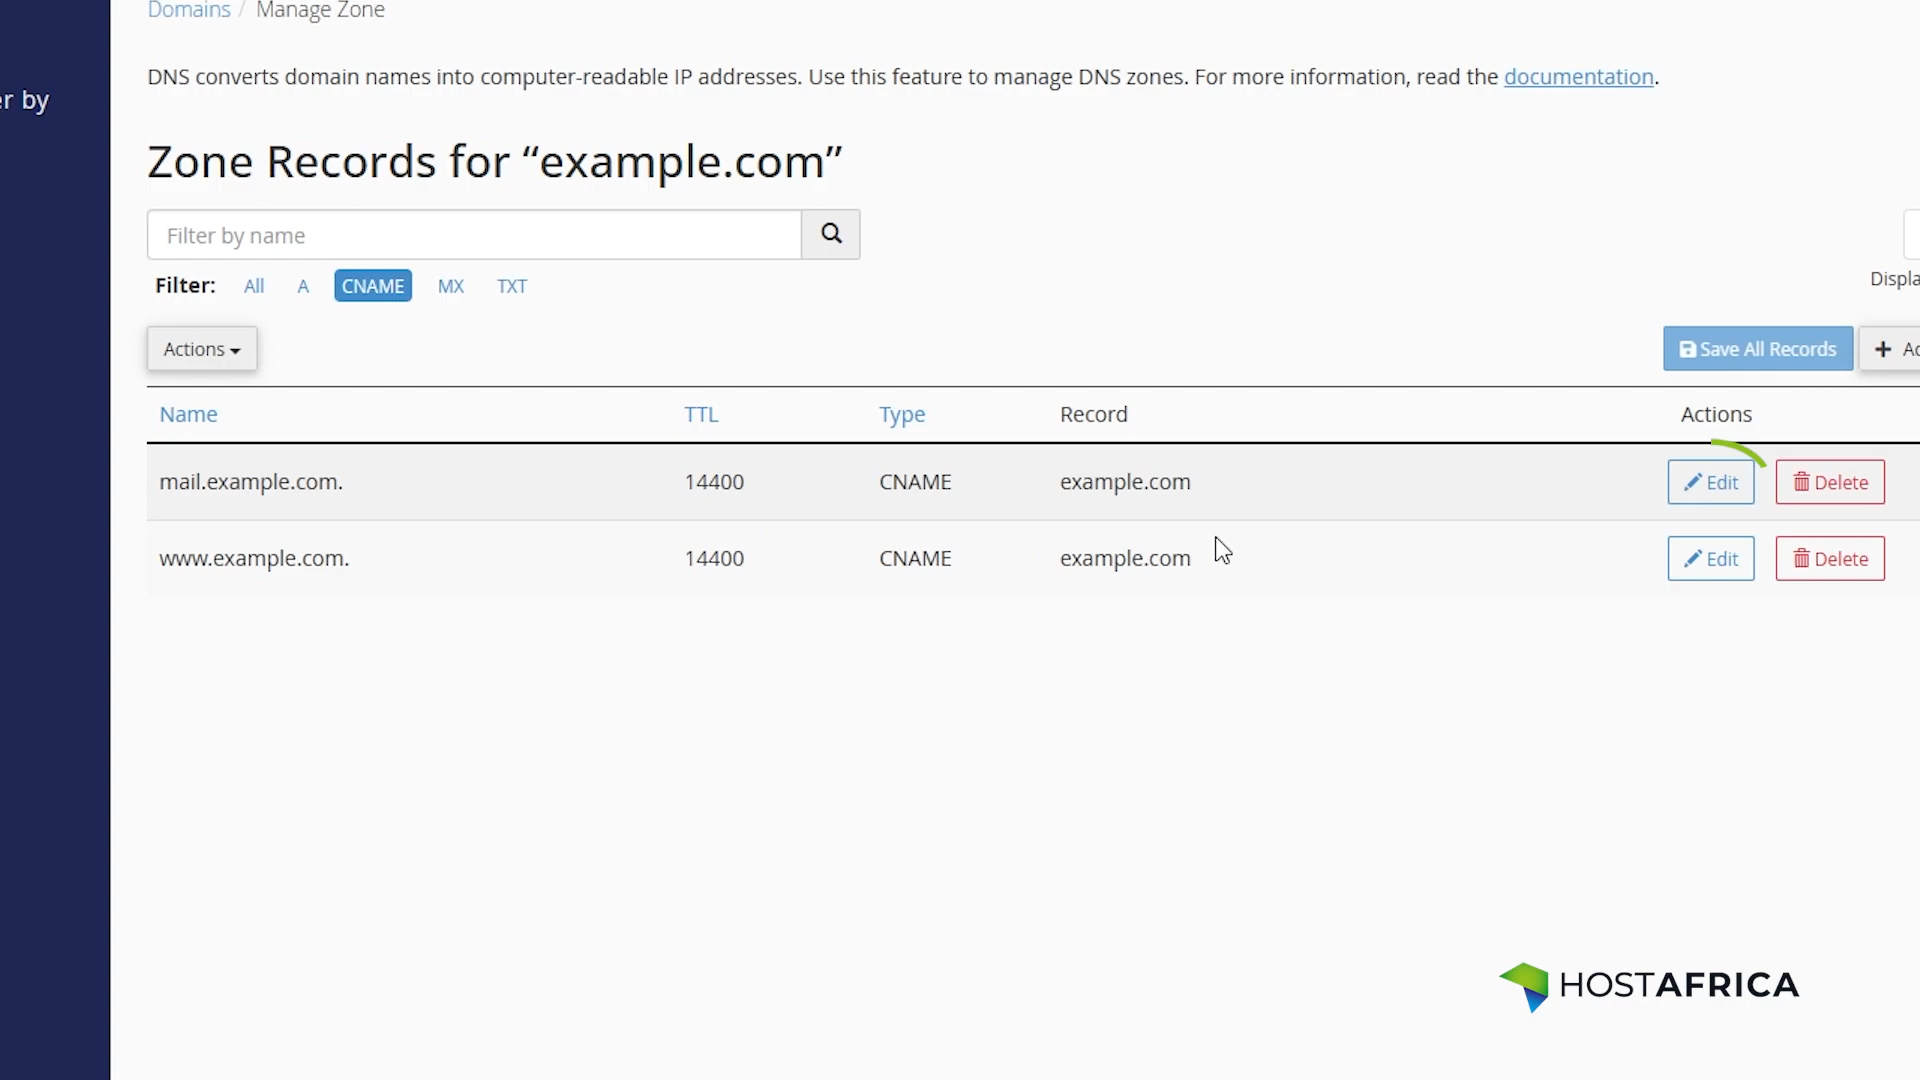 Domains / Manage Zone
er by
DNS converts domain names into computer-readable IP addresses. Use this feature to manage DNS zones. For more information, read the documentation.
Zone Records for “example.com”
Filter by name
Filter: All A CNAME MX TXT
Displa
Actions Save All Records Ad
Name TTL Type Record Actions
mail.example.com. 14400 CNAME example.com Edit Delete
www.example.com. 14400 CNAME example.com Edit Delete
HOSTAFRICA